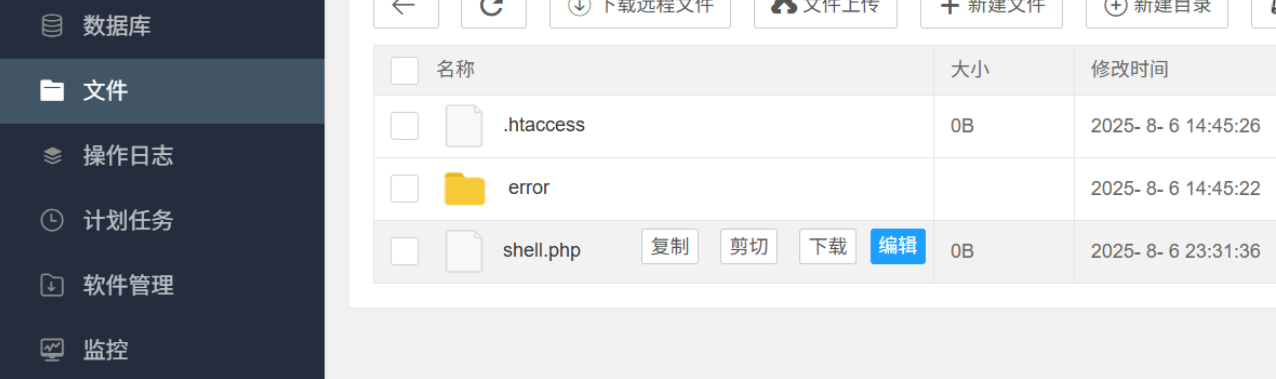 数据库
文件
操作日志
计划任务
软件管理
监控
下载远程文件 文件上传 新建文件 新建目录
名称 大小 修改时间
.htaccess 0B 2025- 8- 6 14:45:26
error 2025- 8- 6 14:45:22
shell.php 复制 剪切 下载 编辑 0B 2025- 8- 6 23:31:36